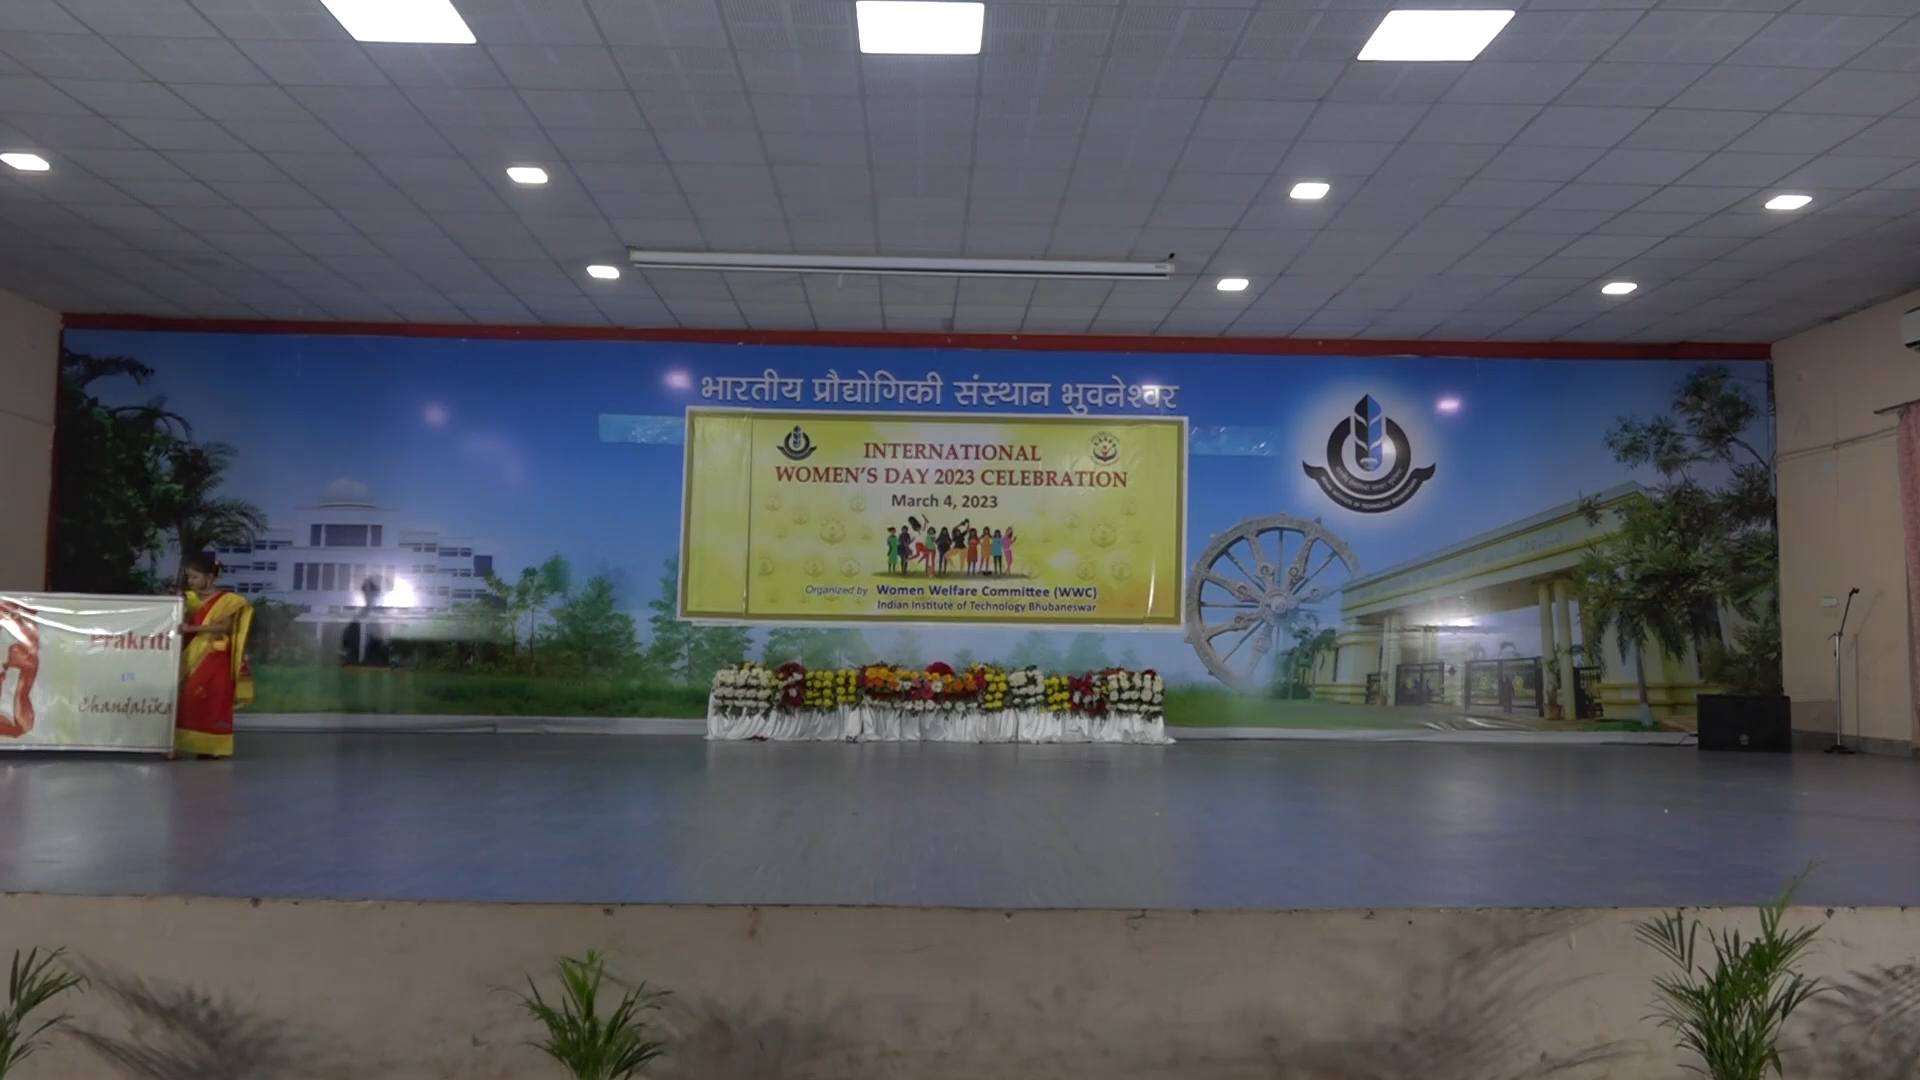 भारतीय प्रौद्योगिकी संस्थान भुवनेश्वर
INTERNATIONAL
WOMEN'S DAY 2023 CELEBRATION
March 4, 2023
Organized by Women Welfare Committee (WWC)
Indian Institute of Technology Bhubaneswar
Prakriti
Chandalika